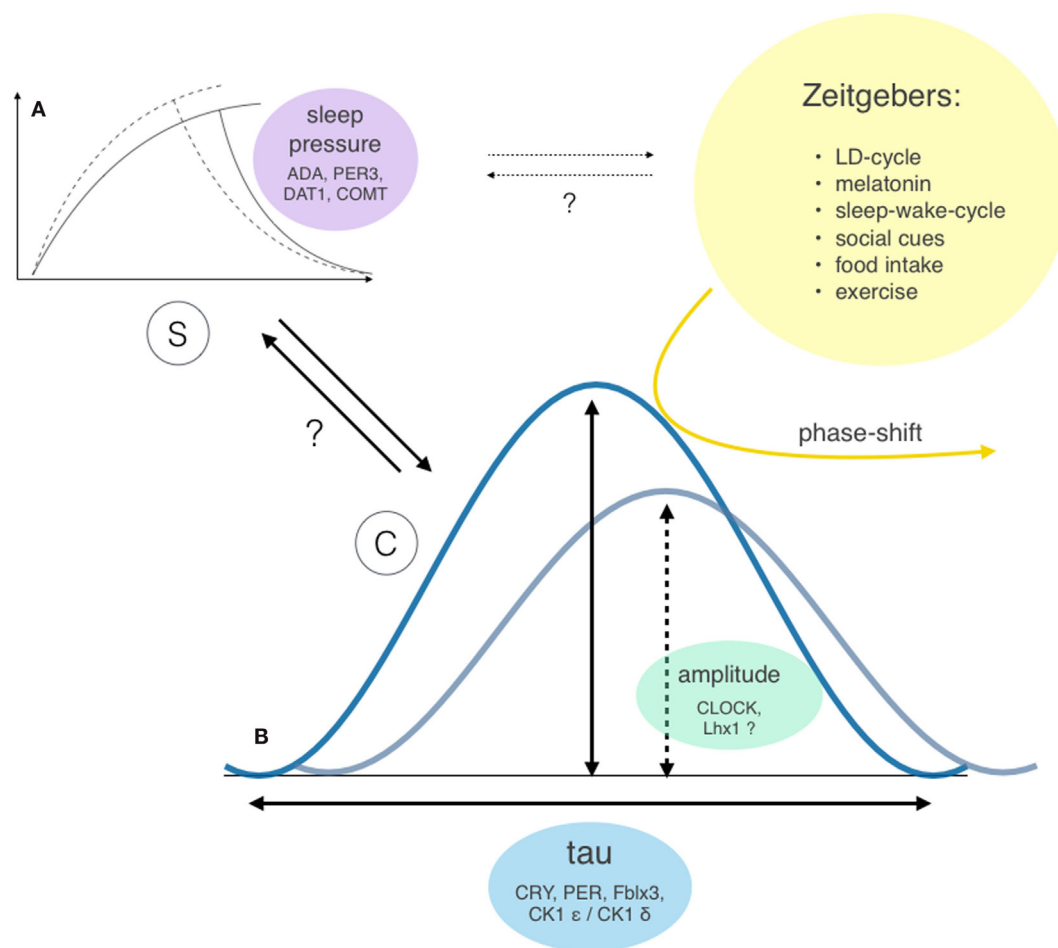 A
sleep
pressure
ADA, PER3,
DAT1, COMT
?
Zeitgebers:
• LD-cycle
• melatonin
• sleep-wake-cycle
• social cues
• food intake
• exercise
S
?
phase-shift
C
amplitude
CLOCK,
Lhx1 ?
B
tau
CRY, PER, Fblx3,
CK1 ε / CK1 δ